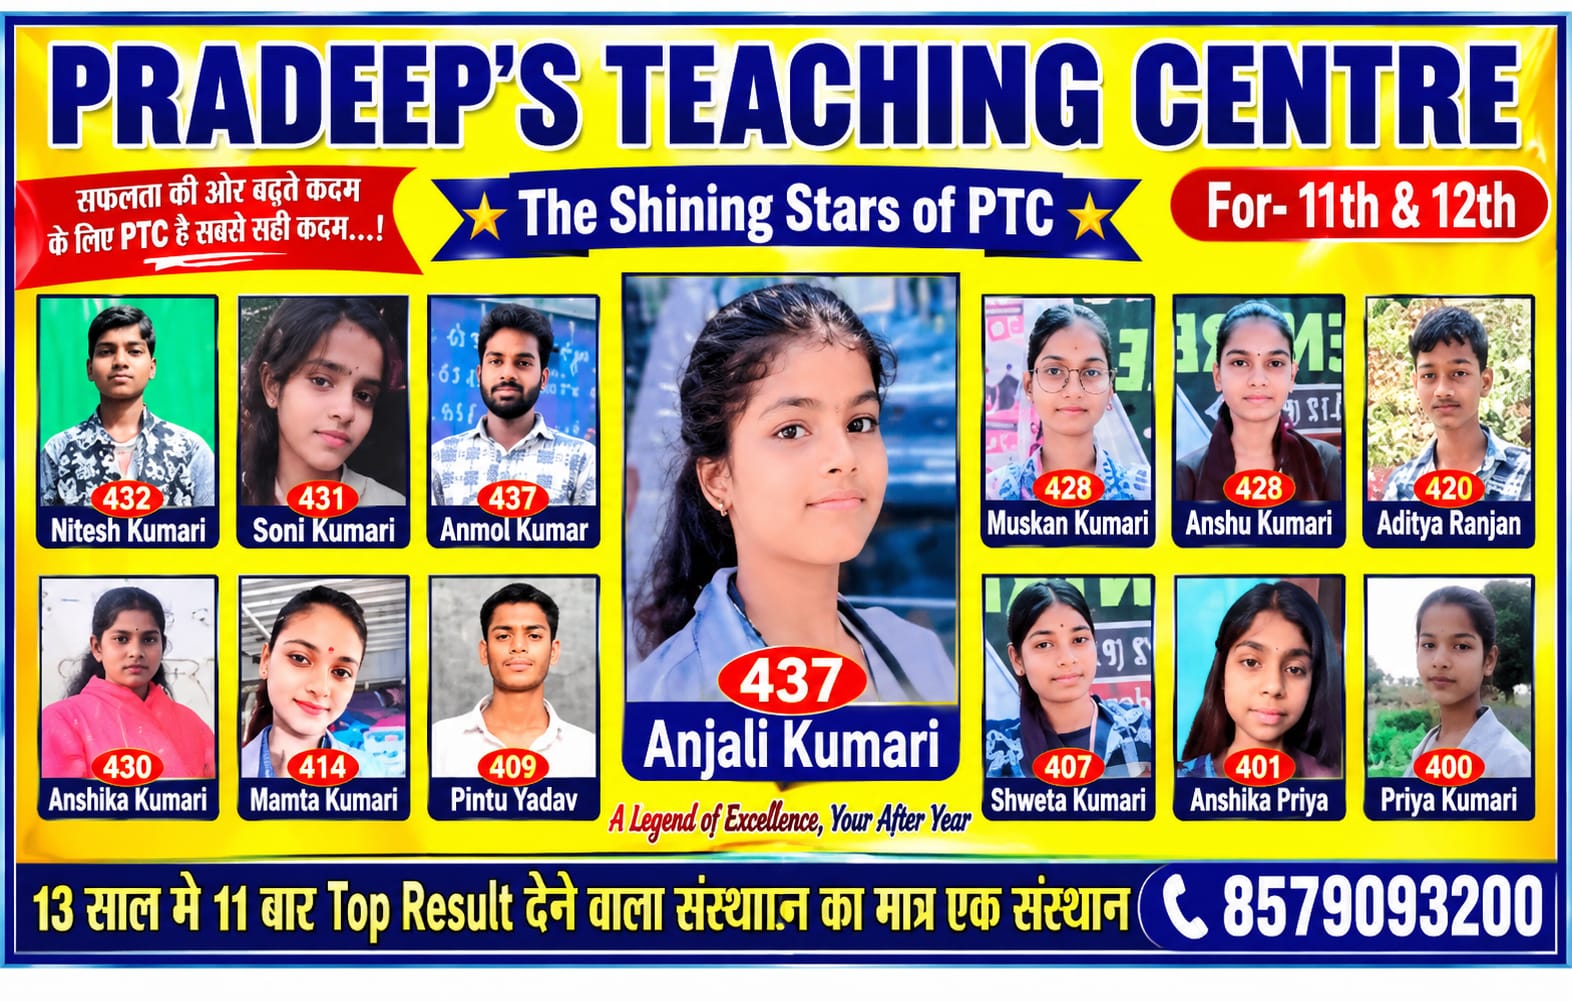 PRADEEP'S TEACHING CENTRE
सफलता की ओर बढ़ते कदम
के लिए PTC है सबसे सही कदम...!
The Shining Stars of PTC
For- 11th & 12th
432
Nitesh Kumari
431
Soni Kumari
437
Anmol Kumar
437
Anjali Kumari
428
Muskan Kumari
428
Anshu Kumari
420
Aditya Ranjan
430
Anshika Kumari
414
Mamta Kumari
409
Pintu Yadav
407
Shweta Kumari
401
Anshika Priya
400
Priya Kumari
A Legend of Excellence, Your After Year
13 साल मे 11 बार Top Result देने वाला संस्थाान का मात्र एक संस्थान
8579093200